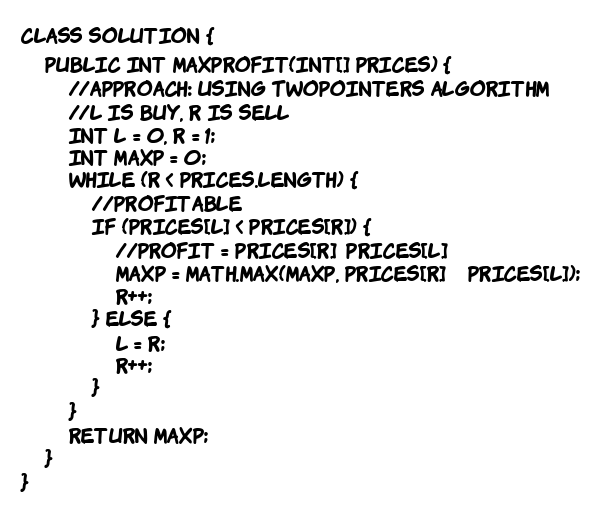 CLASS SOLUTION {
PUBLIC INT MAXPROFIT(INT[] PRICES) {
//APPROACH: USING TWOPOINTERS ALGORITHM
//L IS BUY, R IS SELL
INT L = 0, R = 1;
INT MAXP = 0;
WHILE (R < PRICES.LENGTH) {
//PROFITABLE
IF (PRICES[L] < PRICES[R]) {
//PROFIT = PRICES[R] PRICES[L]
MAXP = MATH.MAX(MAXP, PRICES[R] PRICES[L]);
R++;
} ELSE {
L = R;
R++;
}
}
RETURN MAXP;
}
}